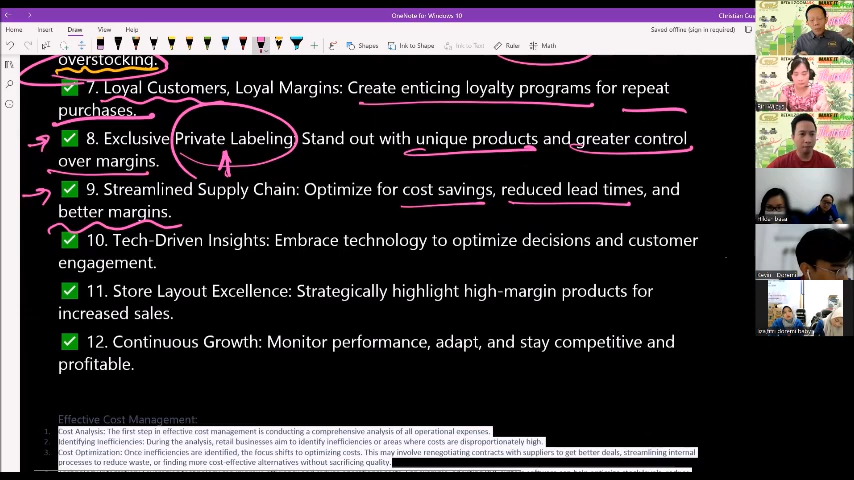 OneNote for Windows 10
Christian Gue
Home Insert Draw View Help
Saved offline (sign in required)
Shapes Ink to Shape Ink to Text Ruler Math
overstocking.
✅ 7. Loyal Customers, Loyal Margins: Create enticing loyalty programs for repeat
purchases.
✅ 8. Exclusive Private Labeling: Stand out with unique products and greater control
over margins.
✅ 9. Streamlined Supply Chain: Optimize for cost savings, reduced lead times, and
better margins.
✅ 10. Tech-Driven Insights: Embrace technology to optimize decisions and customer
engagement.
✅ 11. Store Layout Excellence: Strategically highlight high-margin products for
increased sales.
✅ 12. Continuous Growth: Monitor performance, adapt, and stay competitive and
profitable.
Effective Cost Management:
1. Cost Analysis: The first step in effective cost management is conducting a comprehensive analysis of all operational expenses.
2. Identifying Inefficiencies: During the analysis, retail businesses aim to identify inefficiencies or areas where costs are disproportionately high.
3. Cost Optimization: Once inefficiencies are identified, the focus shifts to optimizing costs. This may involve renegotiating contracts with suppliers to get better deals, streamlining internal
processes to reduce waste, or finding more cost-effective alternatives without sacrificing quality.